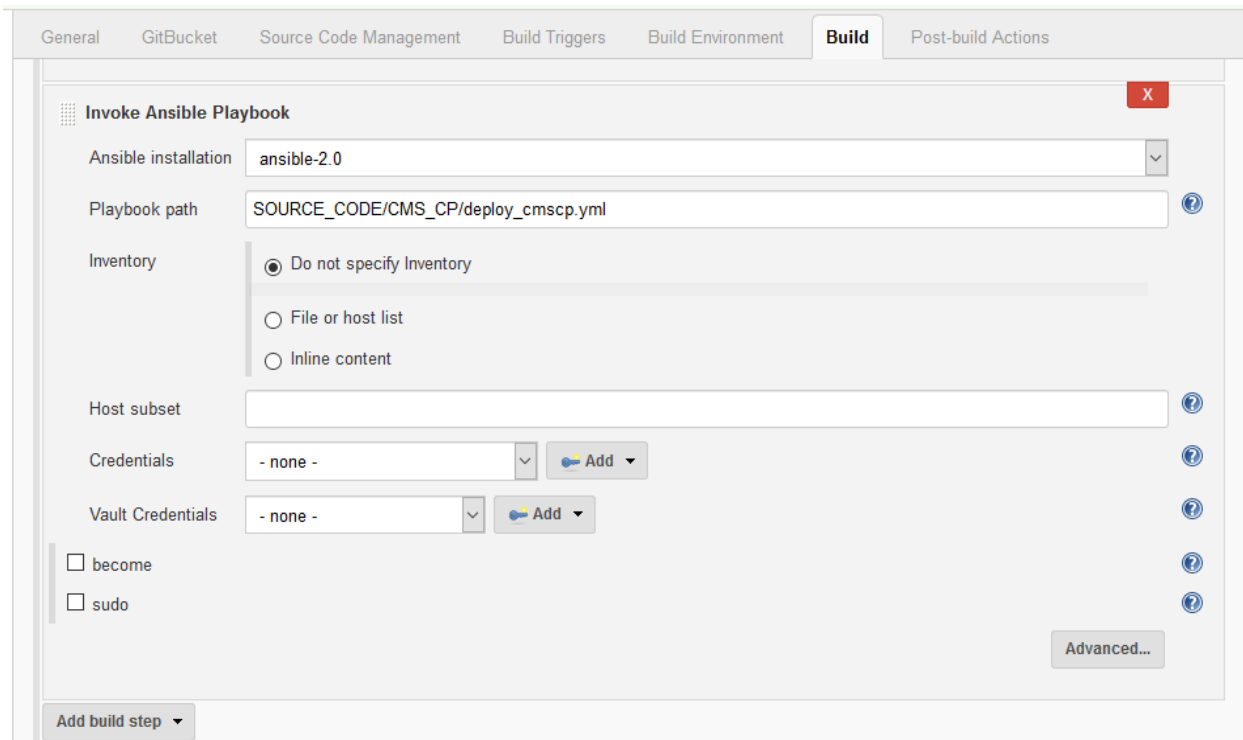 General GitBucket Source Code Management Build Triggers Build Environment Build Post-build Actions
X
Invoke Ansible Playbook
Ansible installation ansible-2.0
Playbook path SOURCE_CODE/CMS_CP/deploy_cmscp.yml
Inventory
Do not specify Inventory
File or host list
Inline content
Host subset
Credentials - none - Add
Vault Credentials - none - Add
become
sudo
Advanced...
Add build step